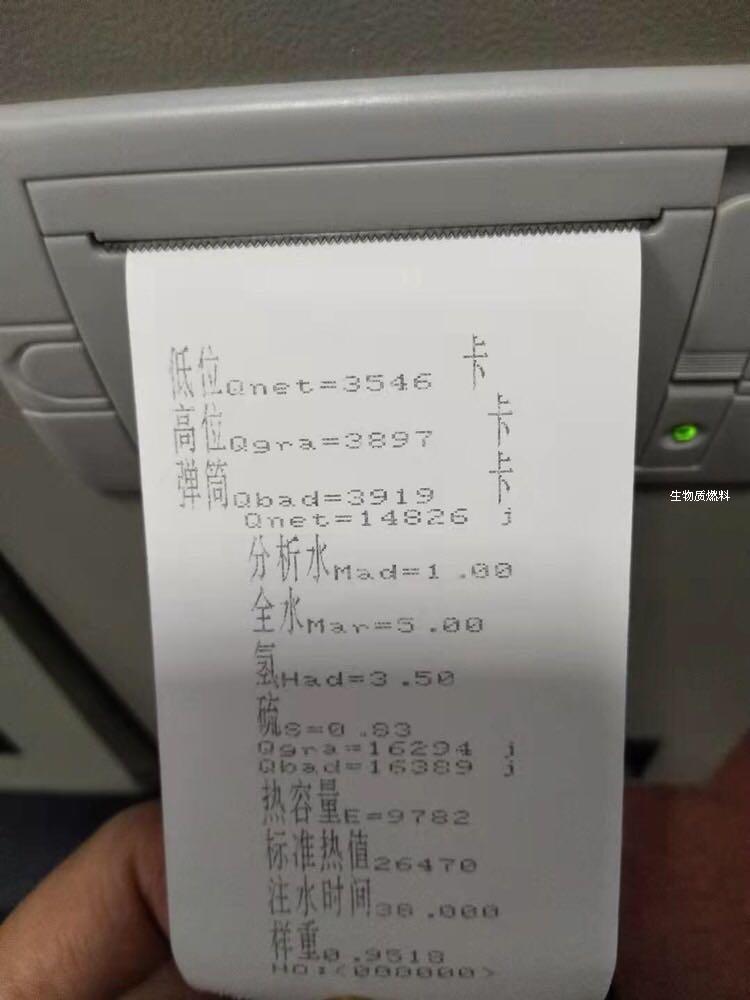 低位Qnet=3546 卡
高位Qgra=3897 卡
弹筒Qbad=3919 卡
Qnet=14826 j
分析水Mad=1.00
全水Mar=5.00
氢Had=3.50
硫S=0.83
Qgra=16294 j
Qbad=16389 j
热容量E=9782
标准热值26470
注水时间38.000
样重0.9518
NO:<000000>
生物质燃料